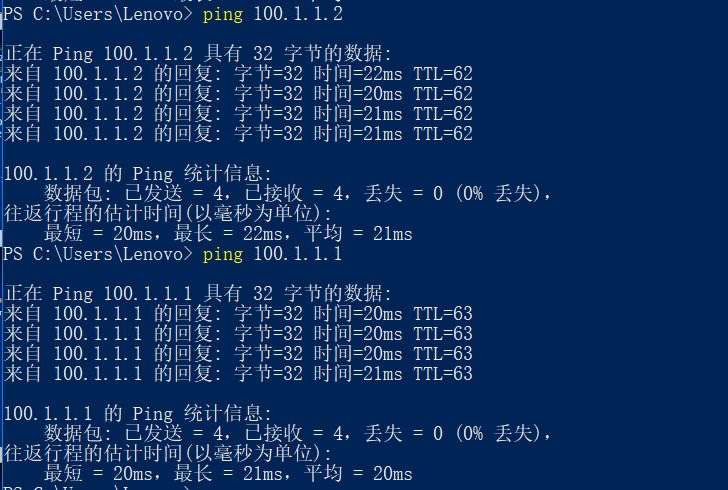 PS C:\Users\Lenovo> ping 100.1.1.2
正在 Ping 100.1.1.2 具有 32 字节的数据:
来自 100.1.1.2 的回复: 字节=32 时间=22ms TTL=62
来自 100.1.1.2 的回复: 字节=32 时间=20ms TTL=62
来自 100.1.1.2 的回复: 字节=32 时间=21ms TTL=62
来自 100.1.1.2 的回复: 字节=32 时间=21ms TTL=62
100.1.1.2 的 Ping 统计信息:
数据包: 已发送 = 4，已接收 = 4，丢失 = 0 (0% 丢失)，
往返行程的估计时间(以毫秒为单位):
最短 = 20ms，最长 = 22ms，平均 = 21ms
PS C:\Users\Lenovo> ping 100.1.1.1
正在 Ping 100.1.1.1 具有 32 字节的数据:
来自 100.1.1.1 的回复: 字节=32 时间=20ms TTL=63
来自 100.1.1.1 的回复: 字节=32 时间=20ms TTL=63
来自 100.1.1.1 的回复: 字节=32 时间=20ms TTL=63
来自 100.1.1.1 的回复: 字节=32 时间=21ms TTL=63
100.1.1.1 的 Ping 统计信息:
数据包: 已发送 = 4，已接收 = 4，丢失 = 0 (0% 丢失)，
往返行程的估计时间(以毫秒为单位):
最短 = 20ms，最长 = 21ms，平均 = 20ms